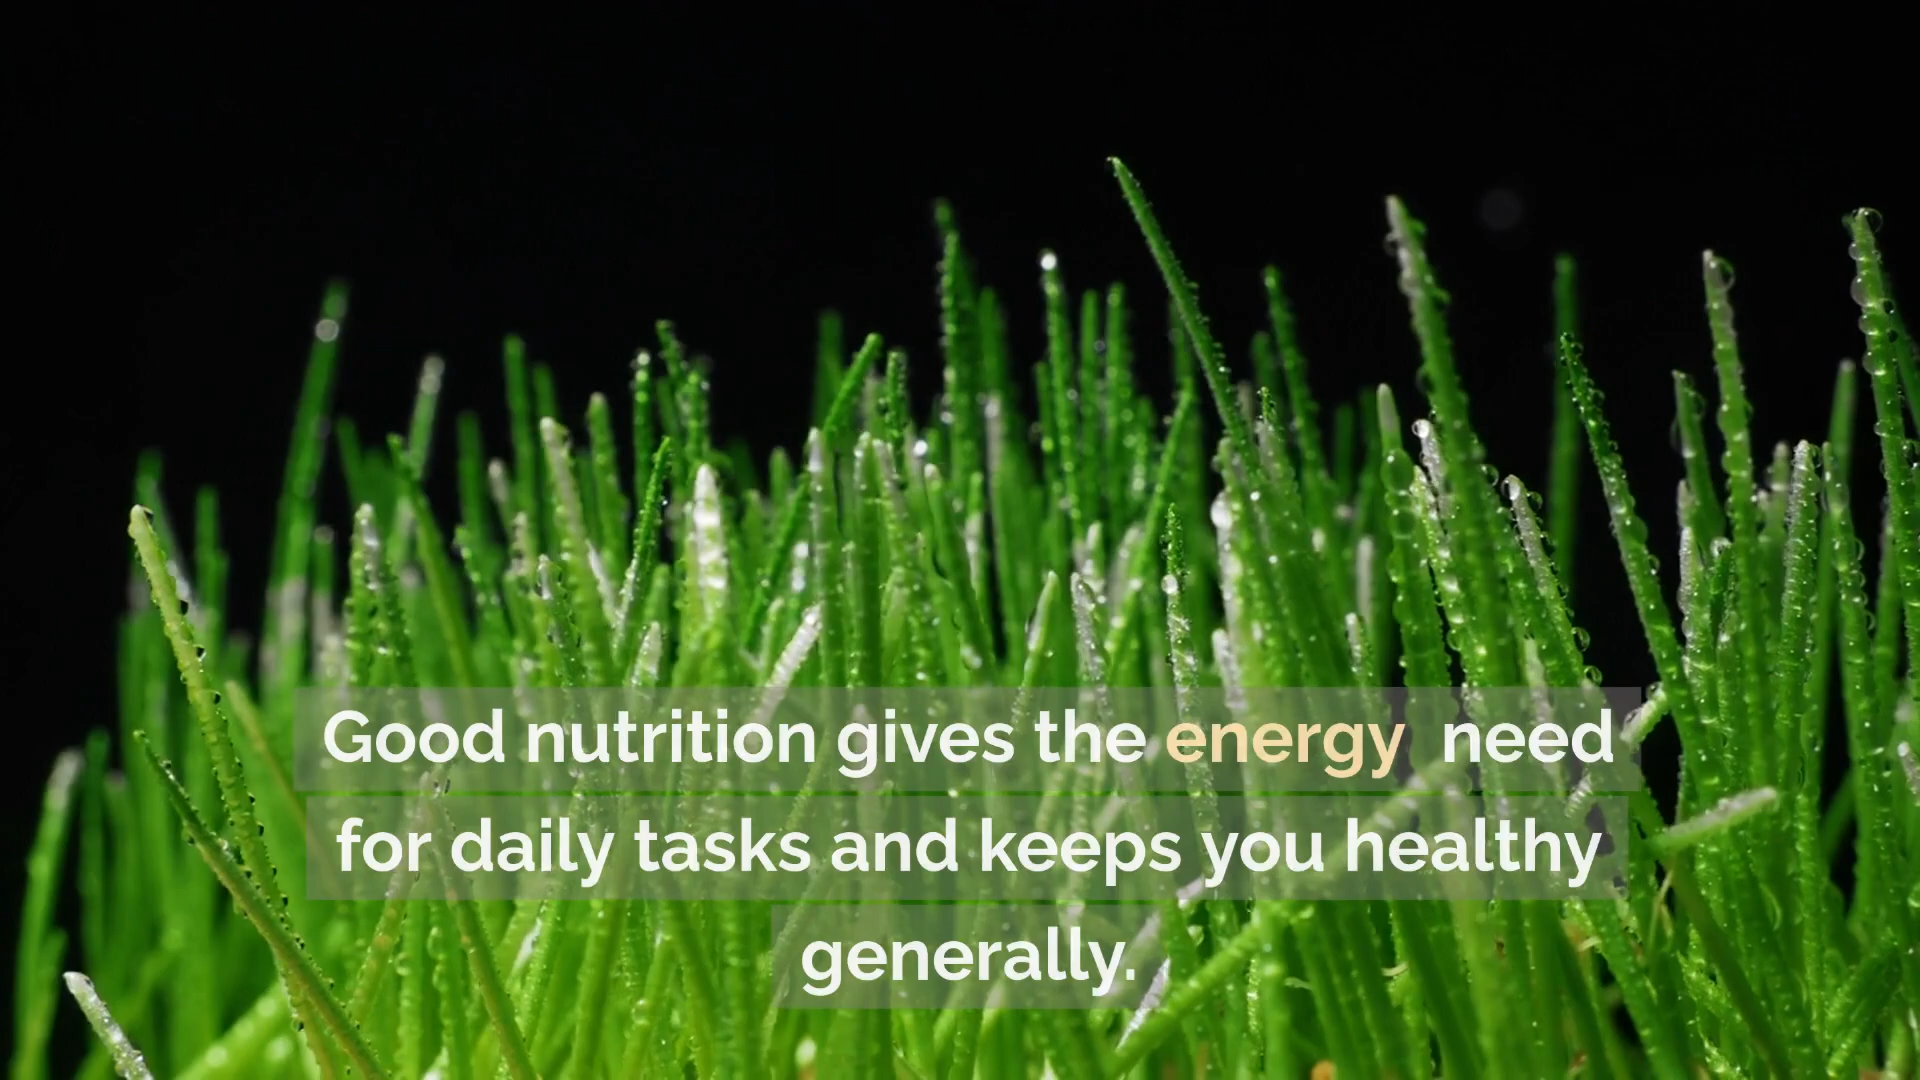 Good nutrition gives the energy need
for daily tasks and keeps you healthy
generally.